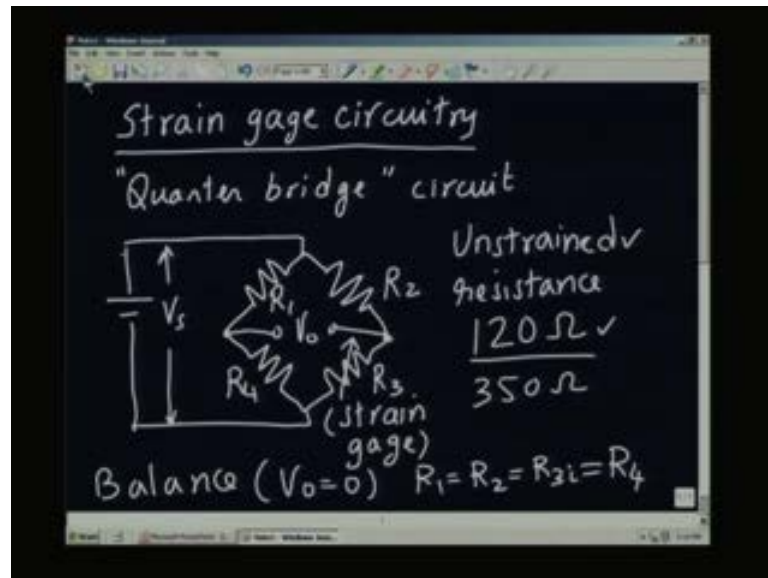 Strain gage circuitry
"Quarter bridge" circuit
Unstrained ✓
resistance
120 Ω ✓
350 Ω
Vs
R1
R2
Vo
R4
R3
(strain
gage)
Balance (Vo=0) R1=R2=R3i=R4